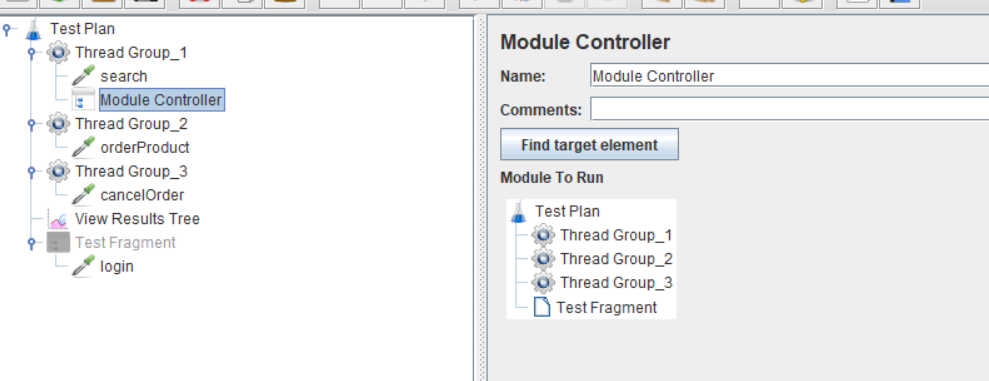 Test Plan
Thread Group_1
search
Module Controller
Thread Group_2
orderProduct
Thread Group_3
cancelOrder
View Results Tree
Test Fragment
login
Module Controller
Name: Module Controller
Comments:
Find target element
Module To Run
Test Plan
Thread Group_1
Thread Group_2
Thread Group_3
Test Fragment